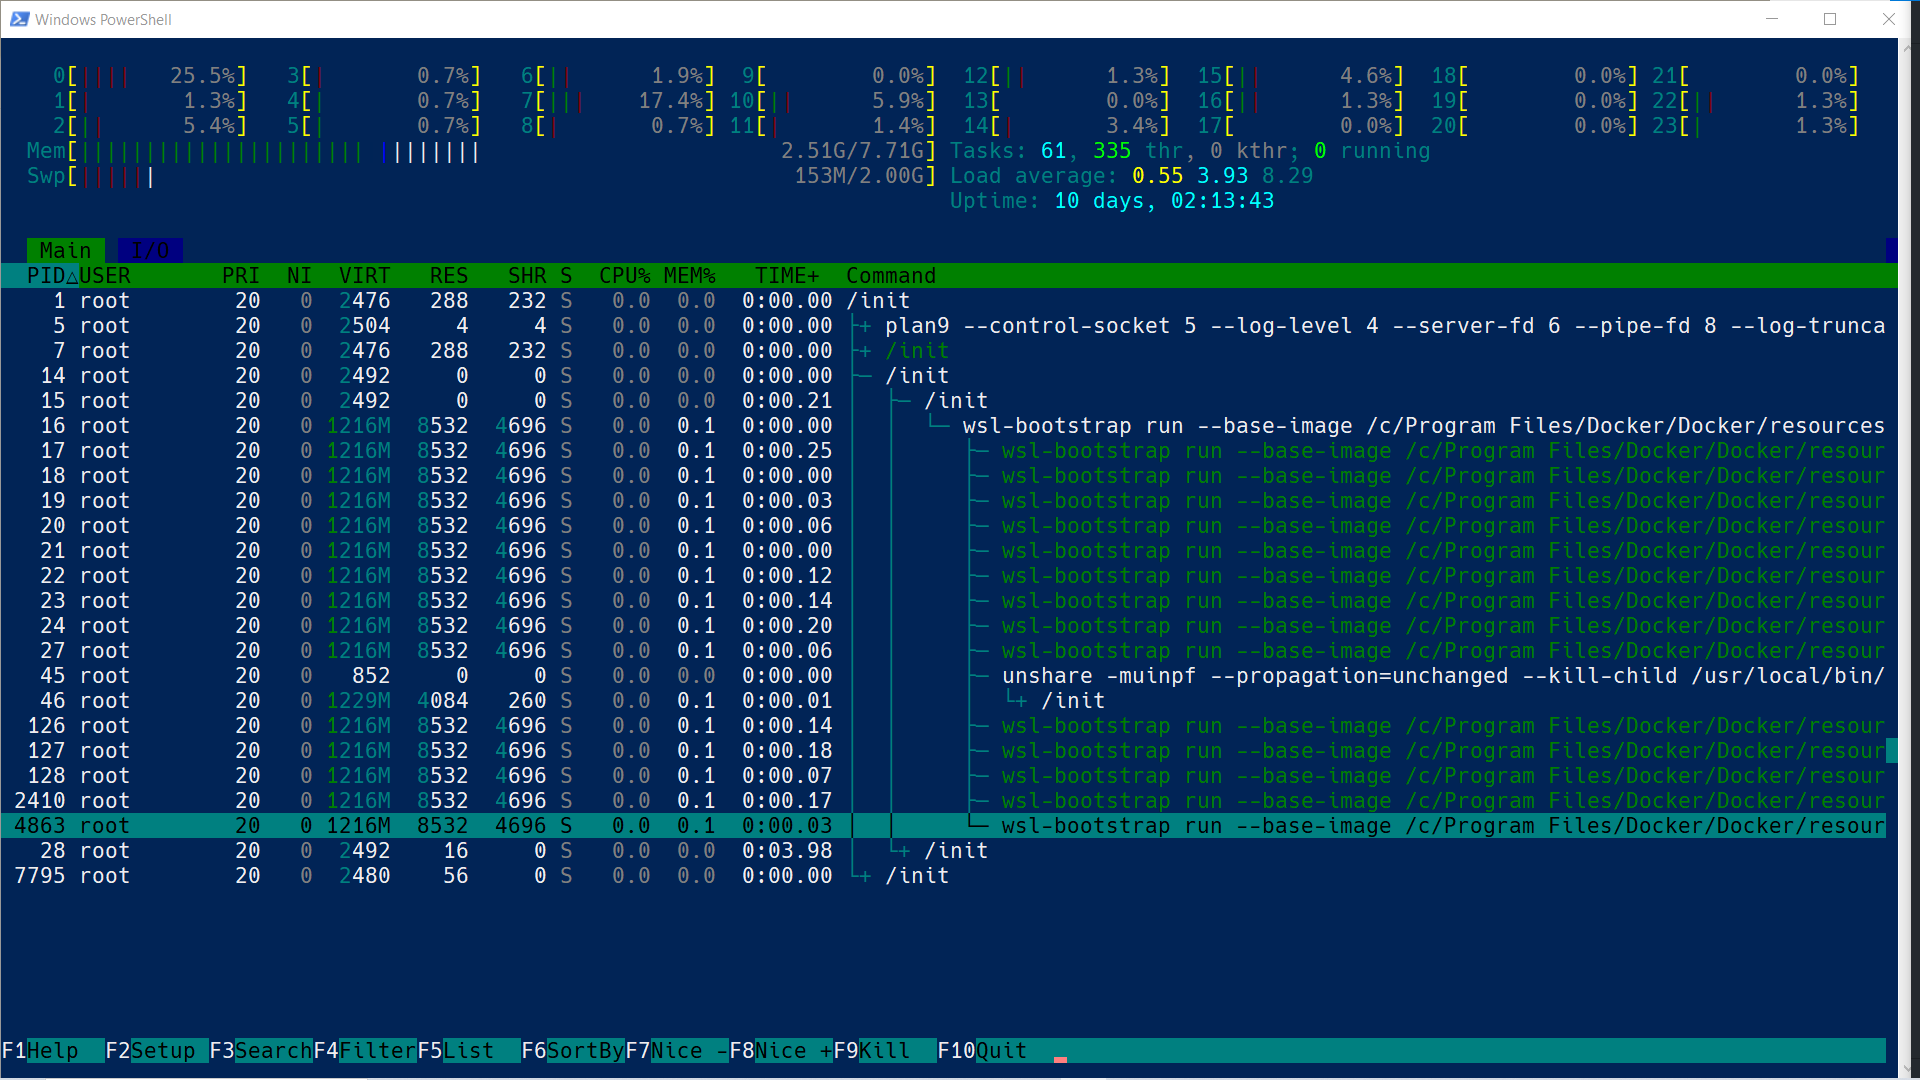 Windows PowerShell
0[|||| 25.5%] 3[| 0.7%] 6[|| 1.9%] 9[ 0.0%] 12[|| 1.3%] 15[|| 4.6%] 18[ 0.0%] 21[ 0.0%]
1[| 1.3%] 4[| 0.7%] 7[||| 17.4%] 10[|| 5.9%] 13[ 0.0%] 16[|| 1.3%] 19[ 0.0%] 22[|| 1.3%]
2[|| 5.4%] 5[| 0.7%] 8[| 0.7%] 11[| 1.4%] 14[| 3.4%] 17[ 0.0%] 20[ 0.0%] 23[| 1.3%]
Mem[|||||||||||||||||||||| |||||||| 2.51G/7.71G] Tasks: 61, 335 thr, 0 kthr; 0 running
Swp[|||||| 153M/2.00G] Load average: 0.55 3.93 8.29
Uptime: 10 days, 02:13:43
Main I/O
PID△USER PRI NI VIRT RES SHR S CPU% MEM% TIME+ Command
1 root 20 0 2476 288 232 S 0.0 0.0 0:00.00 /init
5 root 20 0 2504 4 4 S 0.0 0.0 0:00.00 ├+ plan9 --control-socket 5 --log-level 4 --server-fd 6 --pipe-fd 8 --log-trunca
7 root 20 0 2476 288 232 S 0.0 0.0 0:00.00 ├+ /init
14 root 20 0 2492 0 0 S 0.0 0.0 0:00.00 ├─ /init
15 root 20 0 2492 0 0 S 0.0 0.0 0:00.21 │ ├─ /init
16 root 20 0 1216M 8532 4696 S 0.0 0.1 0:00.00 │ │ └─ wsl-bootstrap run --base-image /c/Program Files/Docker/Docker/resources
17 root 20 0 1216M 8532 4696 S 0.0 0.1 0:00.25 │ │ ├─ wsl-bootstrap run --base-image /c/Program Files/Docker/Docker/resour
18 root 20 0 1216M 8532 4696 S 0.0 0.1 0:00.00 │ │ ├─ wsl-bootstrap run --base-image /c/Program Files/Docker/Docker/resour
19 root 20 0 1216M 8532 4696 S 0.0 0.1 0:00.03 │ │ ├─ wsl-bootstrap run --base-image /c/Program Files/Docker/Docker/resour
20 root 20 0 1216M 8532 4696 S 0.0 0.1 0:00.06 │ │ ├─ wsl-bootstrap run --base-image /c/Program Files/Docker/Docker/resour
21 root 20 0 1216M 8532 4696 S 0.0 0.1 0:00.00 │ │ ├─ wsl-bootstrap run --base-image /c/Program Files/Docker/Docker/resour
22 root 20 0 1216M 8532 4696 S 0.0 0.1 0:00.12 │ │ ├─ wsl-bootstrap run --base-image /c/Program Files/Docker/Docker/resour
23 root 20 0 1216M 8532 4696 S 0.0 0.1 0:00.14 │ │ ├─ wsl-bootstrap run --base-image /c/Program Files/Docker/Docker/resour
24 root 20 0 1216M 8532 4696 S 0.0 0.1 0:00.20 │ │ ├─ wsl-bootstrap run --base-image /c/Program Files/Docker/Docker/resour
27 root 20 0 1216M 8532 4696 S 0.0 0.1 0:00.06 │ │ ├─ wsl-bootstrap run --base-image /c/Program Files/Docker/Docker/resour
45 root 20 0 852 0 0 S 0.0 0.0 0:00.00 │ │ ├─ unshare -muinpf --propagation=unchanged --kill-child /usr/local/bin/
46 root 20 0 1229M 4084 260 S 0.0 0.1 0:00.01 │ │ │ └+ /init
126 root 20 0 1216M 8532 4696 S 0.0 0.1 0:00.14 │ │ ├─ wsl-bootstrap run --base-image /c/Program Files/Docker/Docker/resour
127 root 20 0 1216M 8532 4696 S 0.0 0.1 0:00.18 │ │ ├─ wsl-bootstrap run --base-image /c/Program Files/Docker/Docker/resour
128 root 20 0 1216M 8532 4696 S 0.0 0.1 0:00.07 │ │ ├─ wsl-bootstrap run --base-image /c/Program Files/Docker/Docker/resour
2410 root 20 0 1216M 8532 4696 S 0.0 0.1 0:00.17 │ │ ├─ wsl-bootstrap run --base-image /c/Program Files/Docker/Docker/resour
4863 root 20 0 1216M 8532 4696 S 0.0 0.1 0:00.03 │ │ └─ wsl-bootstrap run --base-image /c/Program Files/Docker/Docker/resour
28 root 20 0 2492 16 0 S 0.0 0.0 0:03.98 │ └+ /init
7795 root 20 0 2480 56 0 S 0.0 0.0 0:00.00 └+ /init
F1Help F2Setup F3SearchF4FilterF5List F6SortByF7Nice -F8Nice +F9Kill F10Quit